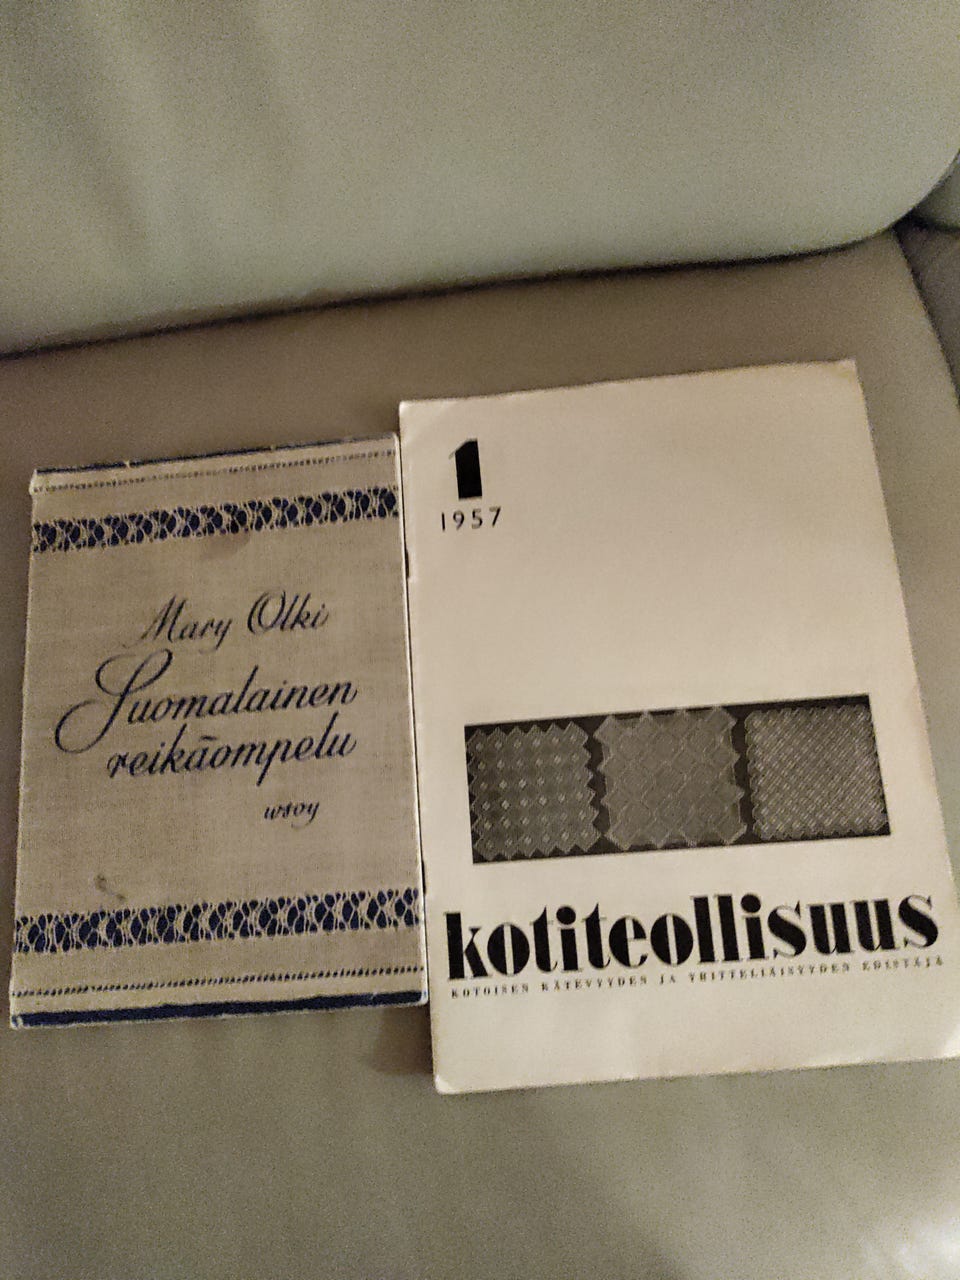 Mary Olki
Suomalainen
reikäompelu
wsoy
1
1957
kotiteollisuus
KOTOISEN KÄTEVYYDEN JA YRITTELIÄISYYDEN EDISTÄJÄ